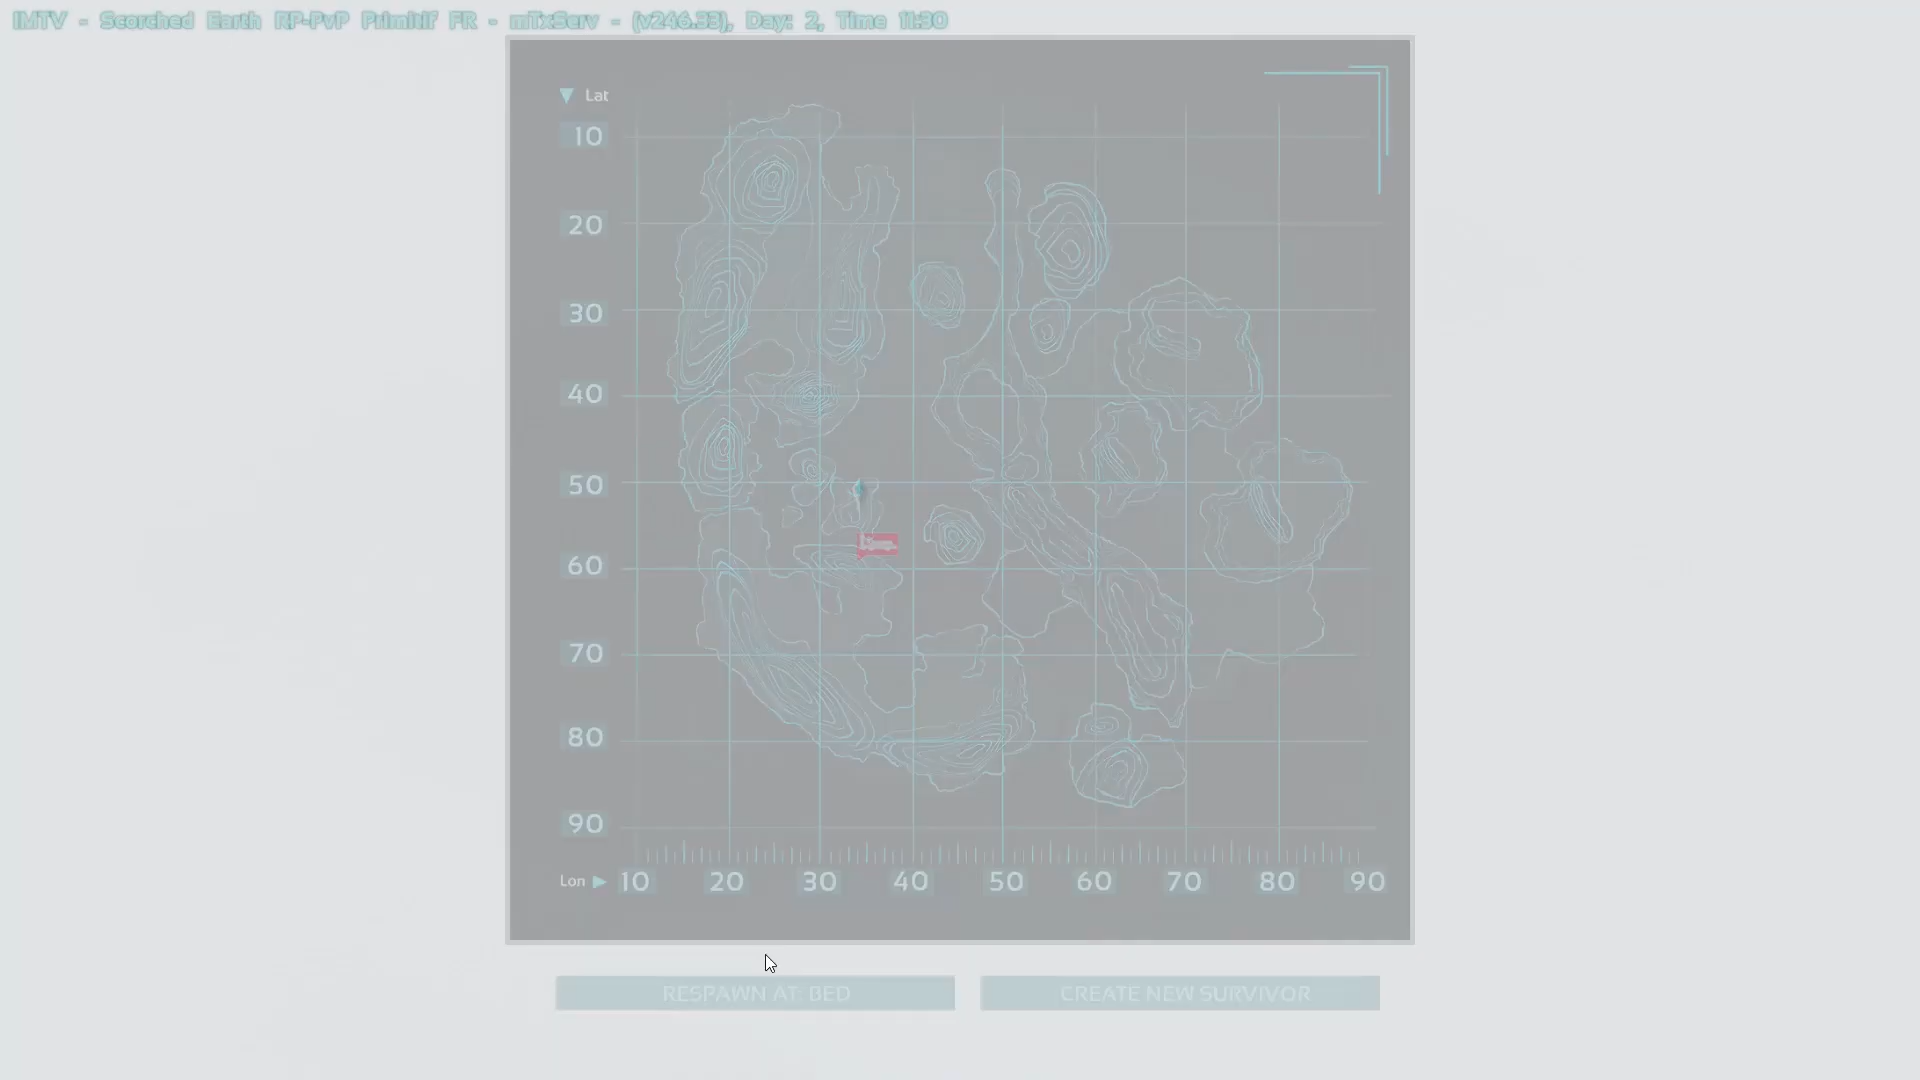 IMTV - Scorched Earth RP-PvP Primitif FR - mTxServ - (v246.33), Day: 2, Time 11:30
Lat
10
20
30
40
50
60
70
80
90
Lon 10 20 30 40 50 60 70 80 90
RESPAWN AT: BED CREATE NEW SURVIVOR